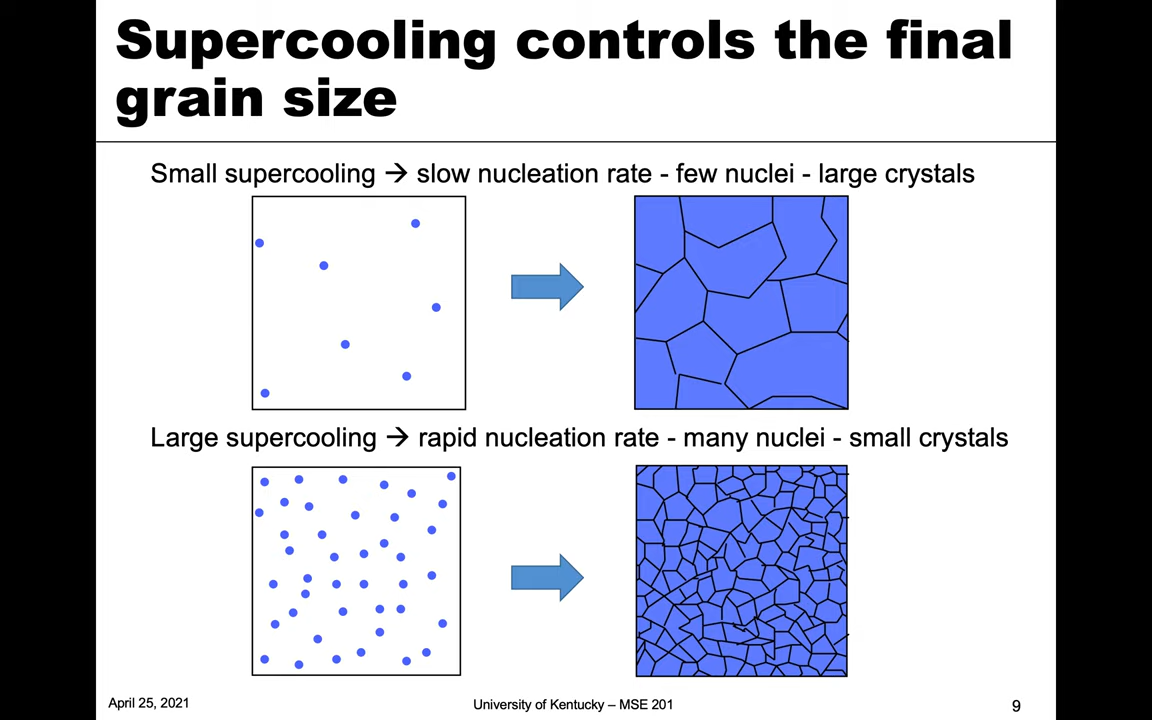 Supercooling controls the final
grain size
Small supercooling → slow nucleation rate - few nuclei - large crystals
Large supercooling → rapid nucleation rate - many nuclei - small crystals
April 25, 2021
University of Kentucky – MSE 201
9